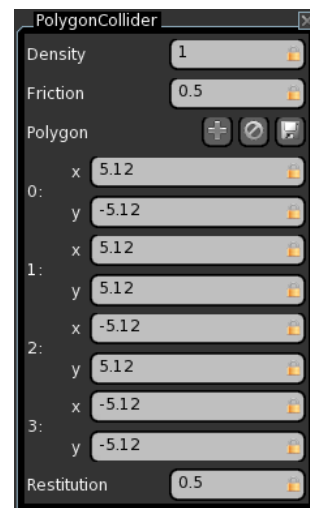 PolygonCollider
Density 1
Friction 0.5
Polygon
0:
x 5.12
y -5.12
1:
x 5.12
y 5.12
2:
x -5.12
y 5.12
3:
x -5.12
y -5.12
Restitution 0.5